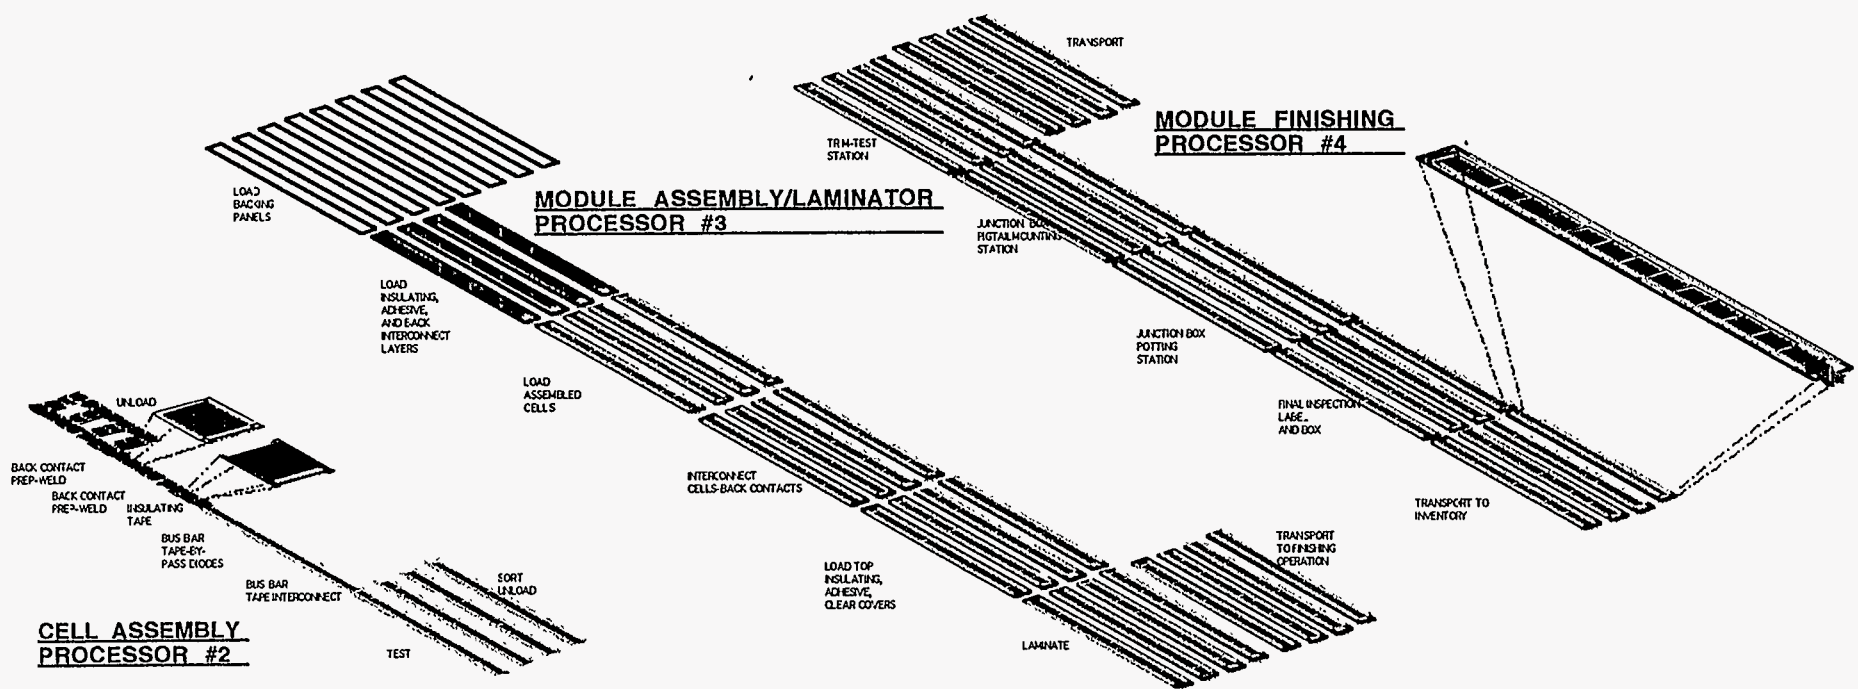 TRANSPORT
MODULE FINISHING
PROCESSOR #4
TRIM-TEST
STATION
LOAD
BACKING
PANELS
MODULE ASSEMBLY/LAMINATOR
PROCESSOR #3
JUNCTION BOX
PIGTAIL MOUNTING
STATION
LOAD
INSULATING,
ADHESIVE,
AND BACK
INTERCONNECT
LAYERS
JUNCTION BOX
POTTING
STATION
LOAD
ASSEMBLED
CELLS
FINAL INSPECTION
LABEL,
AND BOX
UNLOAD
BACK CONTACT
PREP-WELD
BACK CONTACT
PREP-WELD
INSULATING
TAPE
BUS BAR
TAPE-BY-
PASS DIODES
INTERCONNECT
CELLS-BACK CONTACTS
TRANSPORT TO
INVENTORY
BUS BAR
TAPE INTERCONNECT
SORT
UNLOAD
LOAD TOP
INSULATING,
ADHESIVE,
CLEAR COVERS
TRANSPORT
TO FINISHING
OPERATION
CELL ASSEMBLY
PROCESSOR #2
TEST
LAMINATE